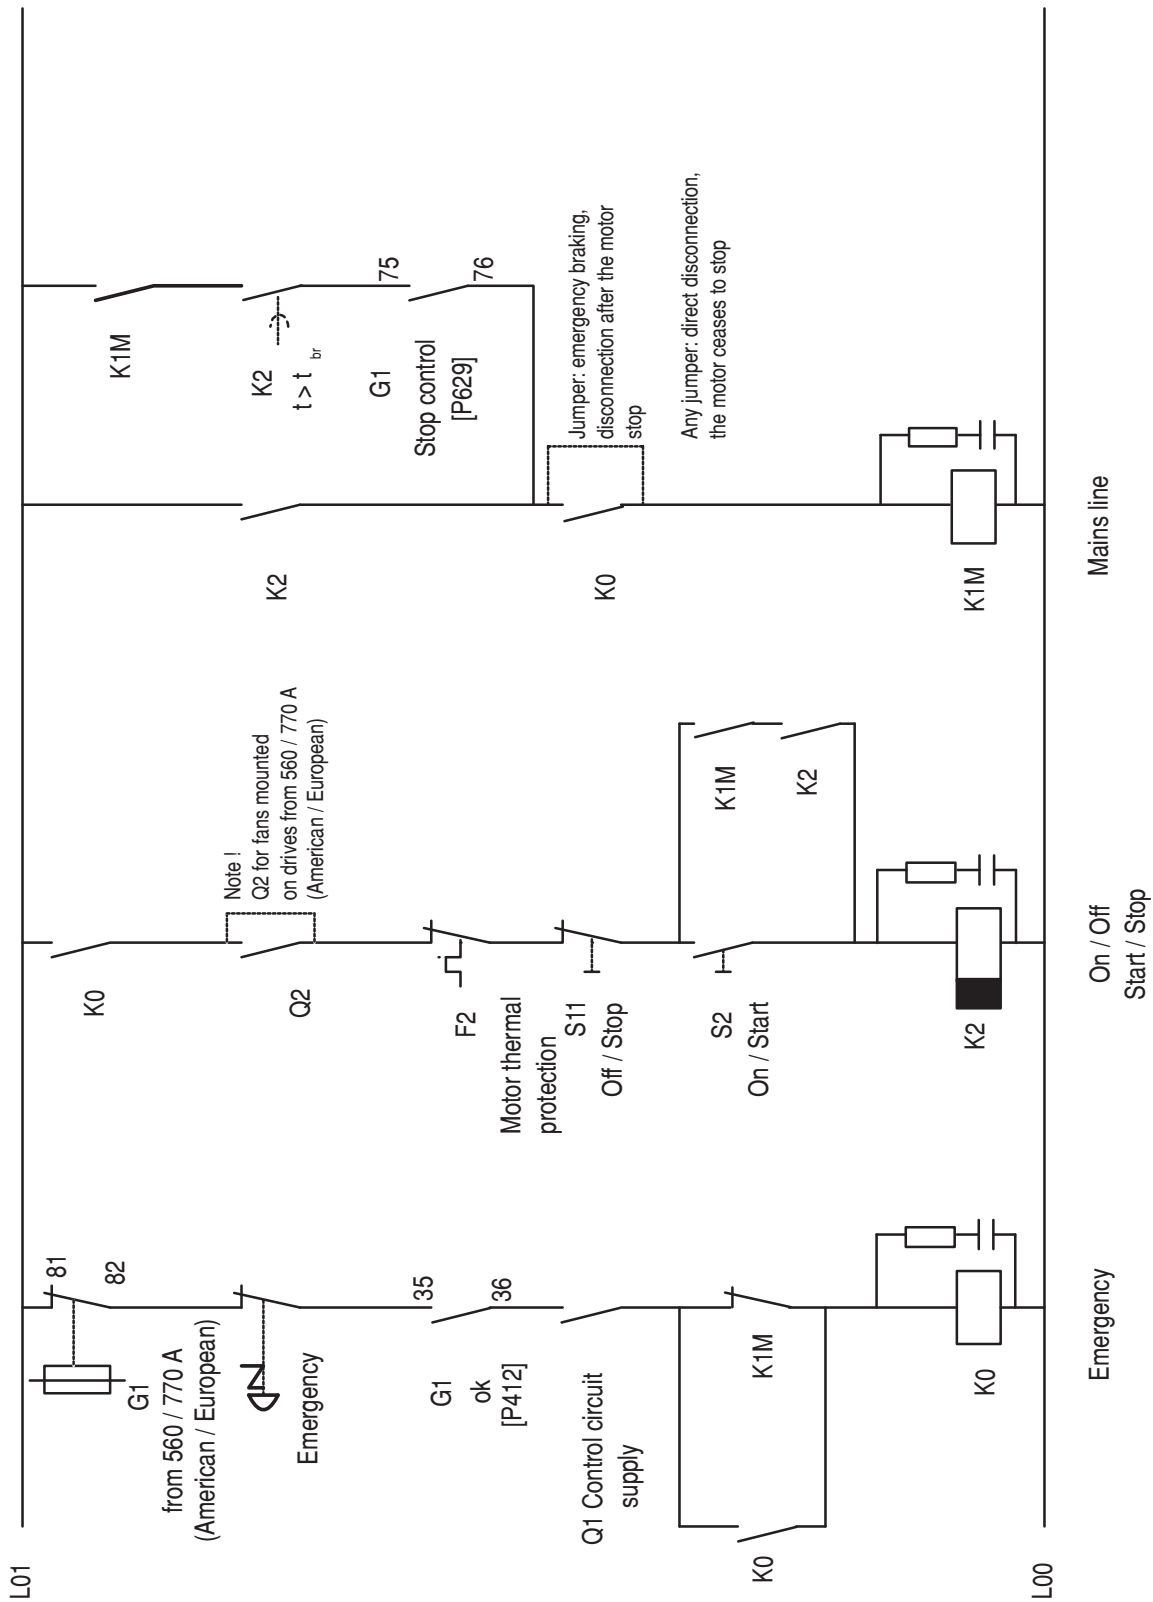 L01
L00
G1
from 560 / 770 A
(American / European)
81
82
Emergency
G1
ok
[P412]
35
36
Q1 Control circuit
supply
K0
K1M
K0
Emergency
K0
Note !
Q2 for fans mounted
on drives from 560 / 770 A
(American / European)
Q2
F2
Motor thermal
protection
S11
Off / Stop
S2
On / Start
K1M
K2
K2
On / Off
Start / Stop
K1M
K2
t > t br
G1
75
76
Stop control
[P629]
K2
Jumper: emergency braking,
disconnection after the motor
stop
Any jumper: direct disconnection,
the motor ceases to stop
K0
K1M
Mains line